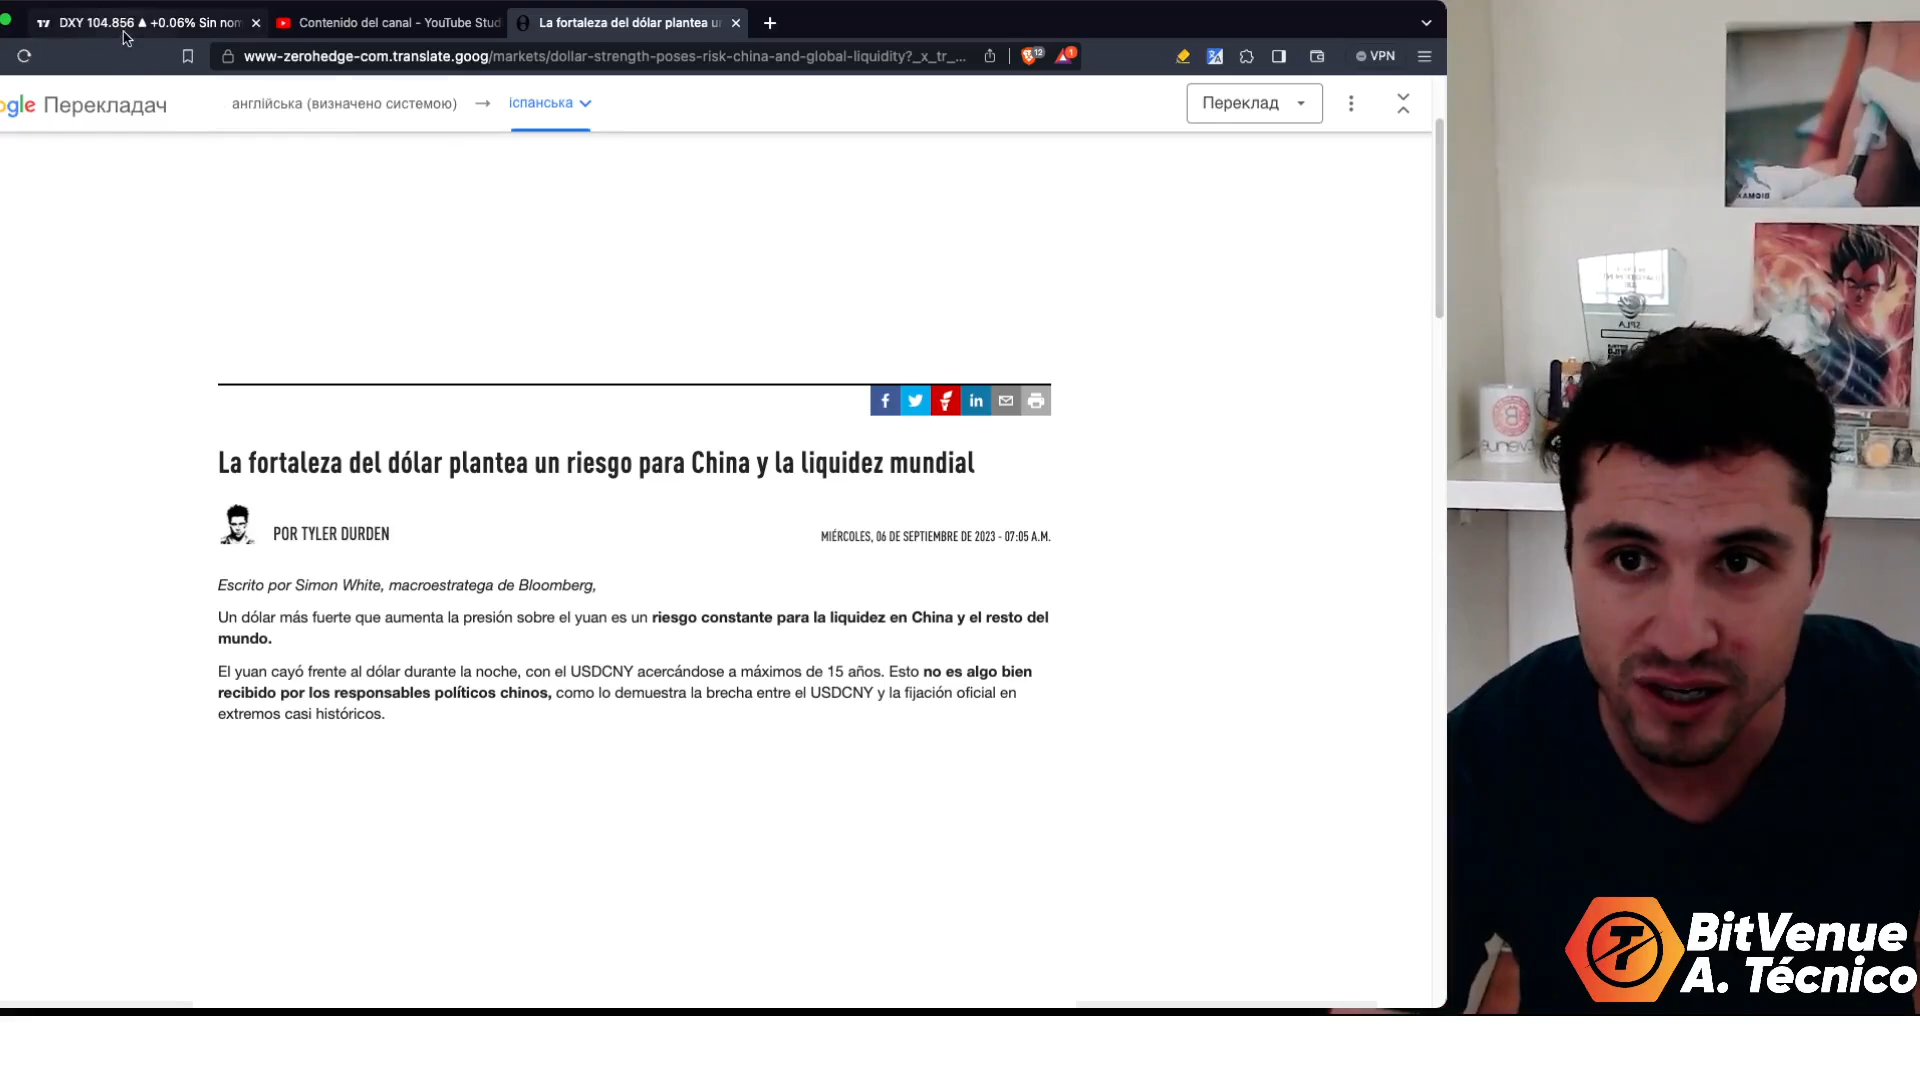 DXY 104.856 ▲ +0.06% Sin nom
Contenido del canal - YouTube Stud
La fortaleza del dólar plantea u
www-zerohedge-com.translate.goog/markets/dollar-strength-poses-risk-china-and-global-liquidity?_x_tr_...
12
1
VPN
ogle Перекладач
англійська (визначено системою) → іспанська
Переклад
La fortaleza del dólar plantea un riesgo para China y la liquidez mundial
POR TYLER DURDEN
MIÉRCOLES, 06 DE SEPTIEMBRE DE 2023 - 07:05 A.M.
Escrito por Simon White, macroestratega de Bloomberg,
Un dólar más fuerte que aumenta la presión sobre el yuan es un riesgo constante para la liquidez en China y el resto del
mundo.
El yuan cayó frente al dólar durante la noche, con el USDCNY acercándose a máximos de 15 años. Esto no es algo bien
recibido por los responsables políticos chinos, como lo demuestra la brecha entre el USDCNY y la fijación oficial en
extremos casi históricos.
BitVenue
A. Técnico